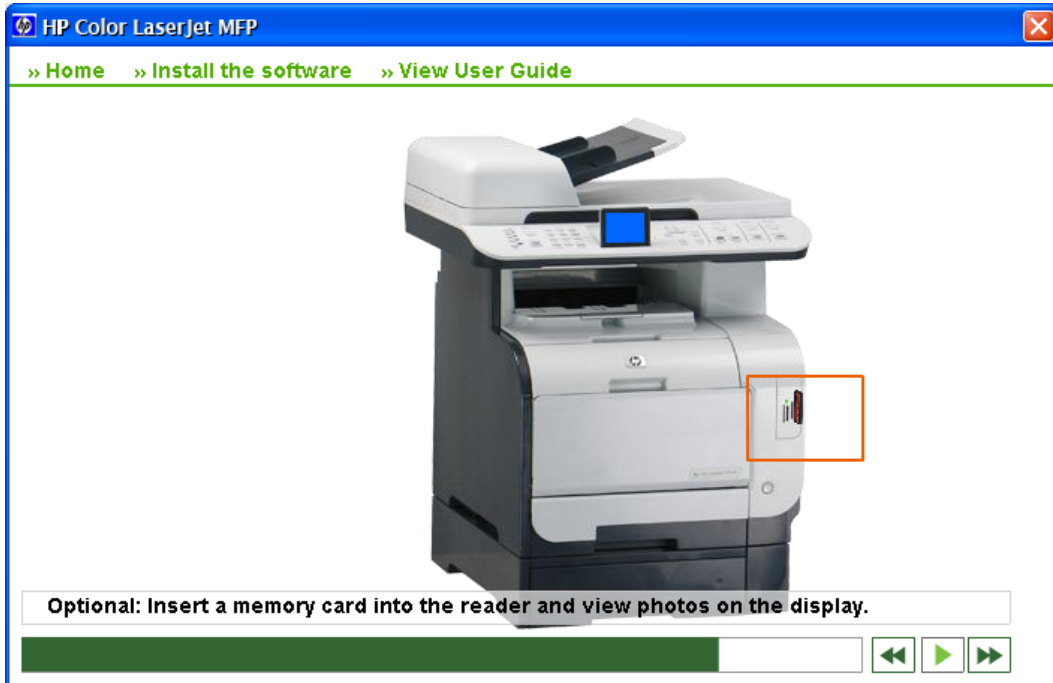 HP Color LaserJet MFP
» Home » Install the software » View User Guide
hp
Optional: Insert a memory card into the reader and view photos on the display.